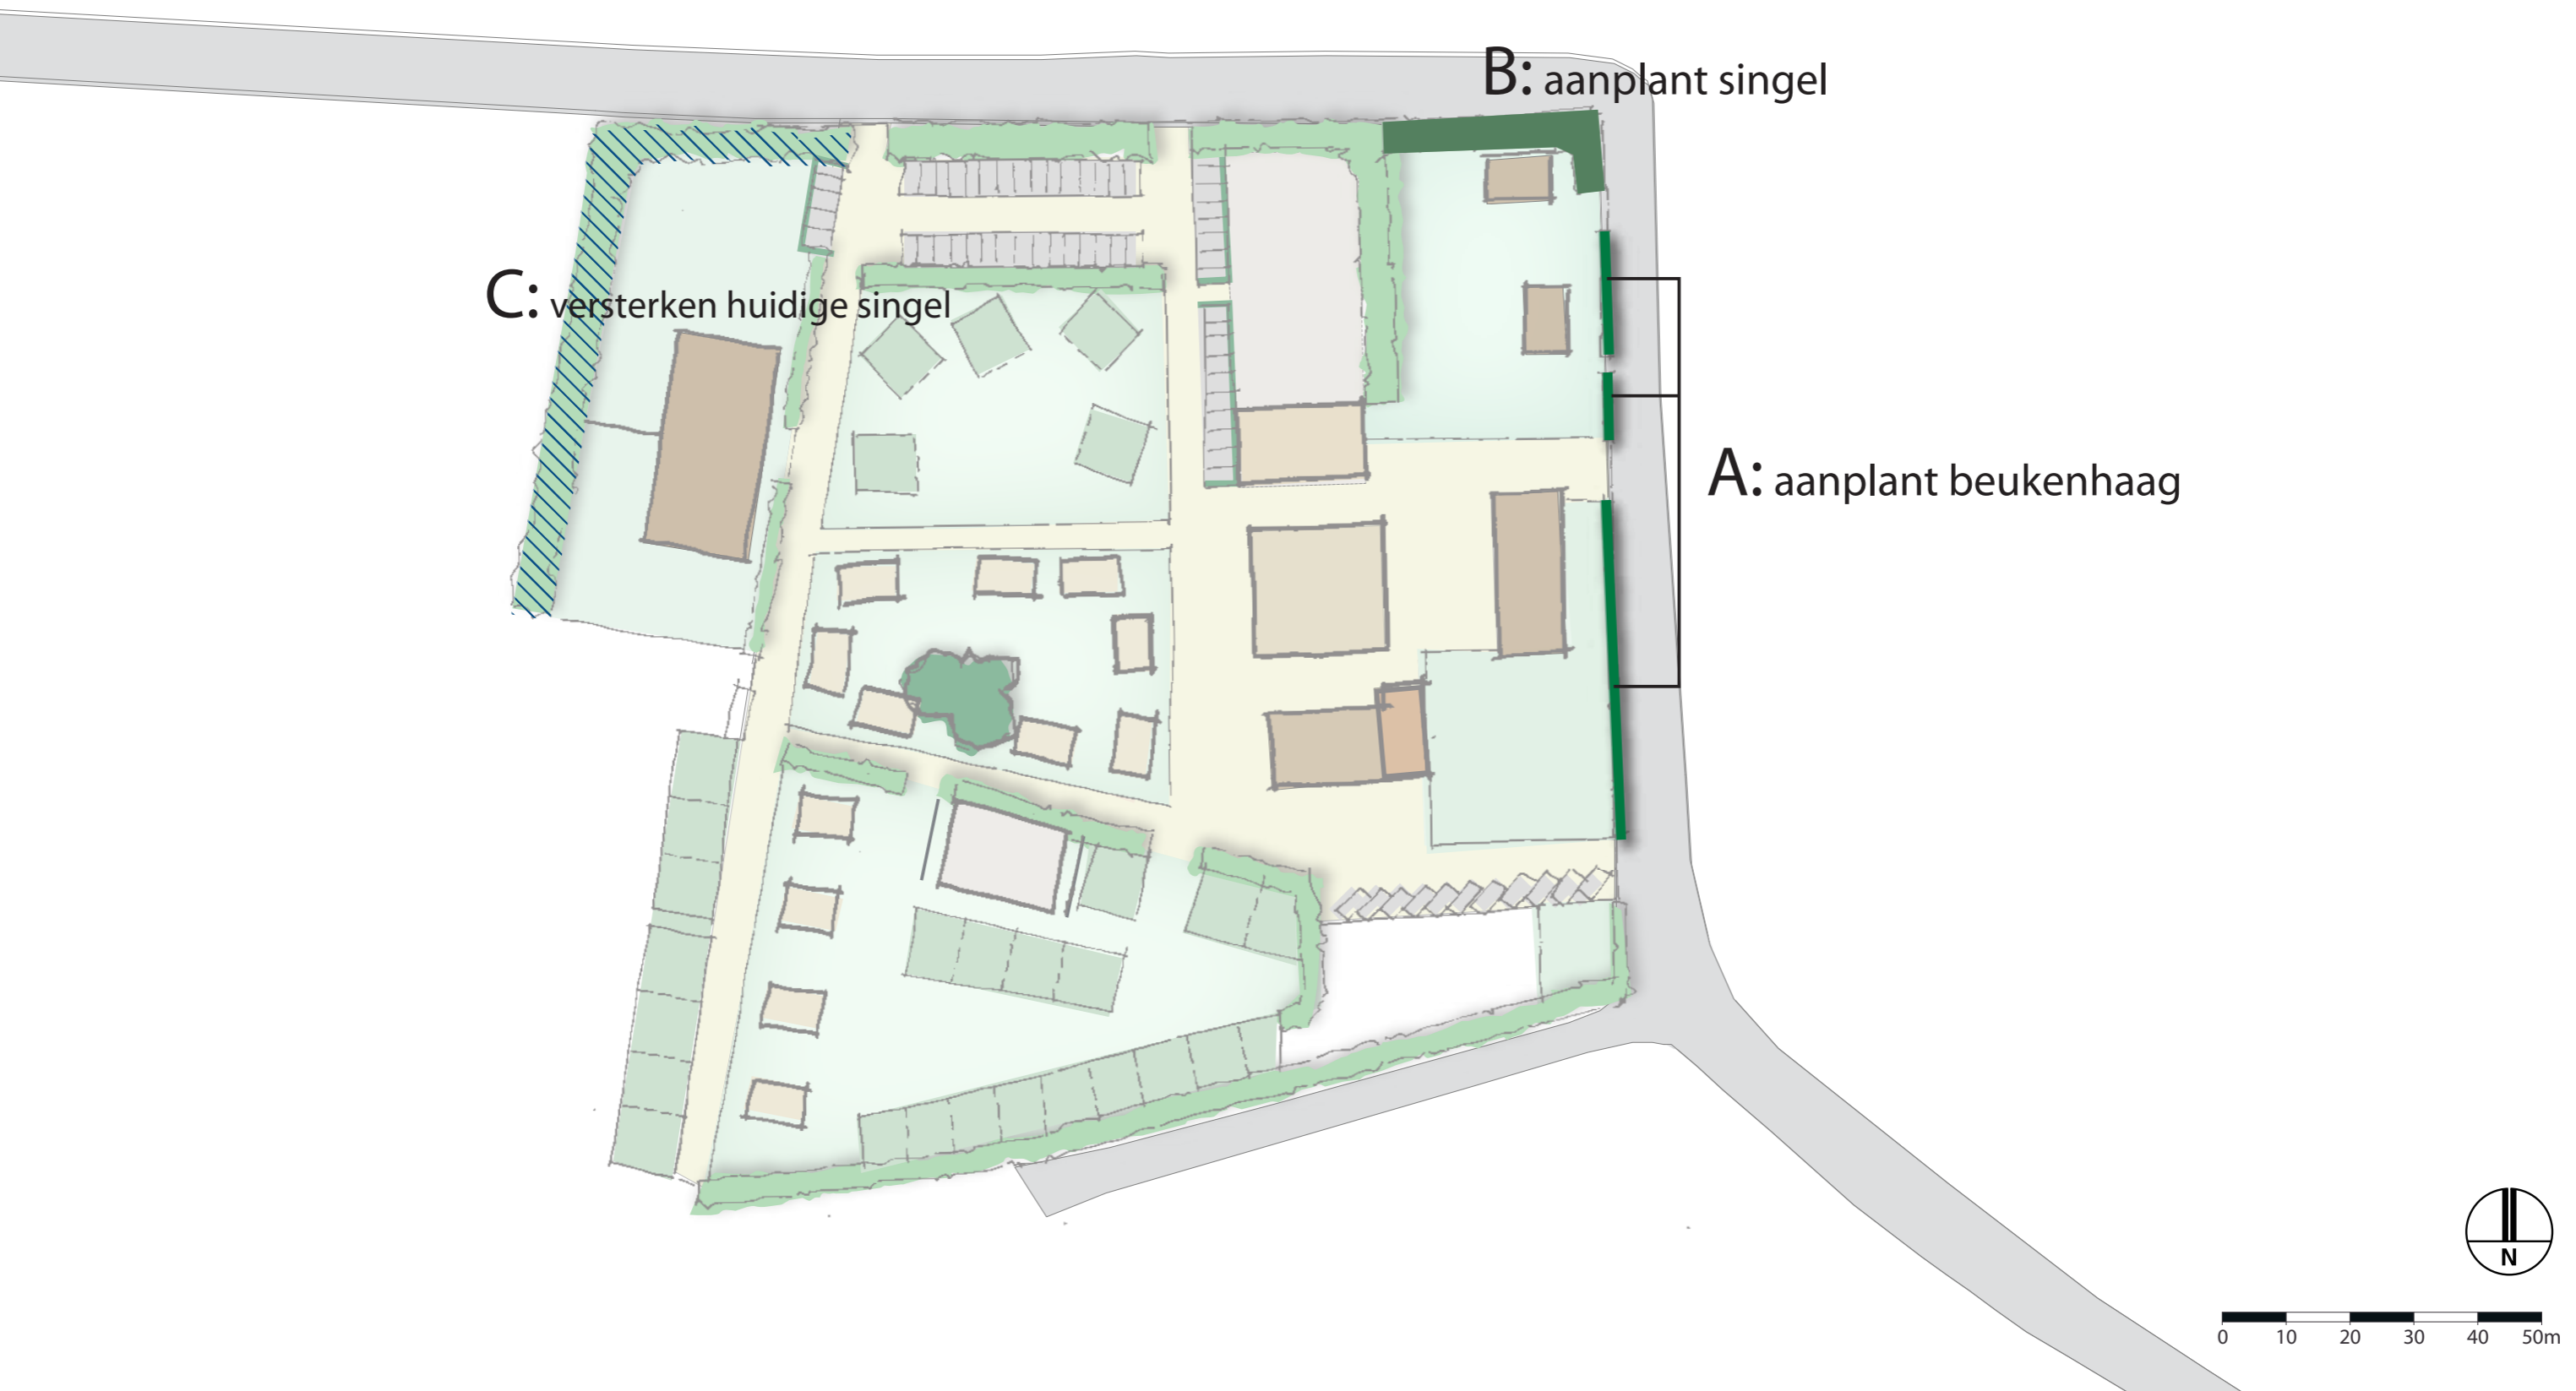 B: aanplant singel
C: versterken huidige singel
A: aanplant beukenhaag
N
0 10 20 30 40 50m